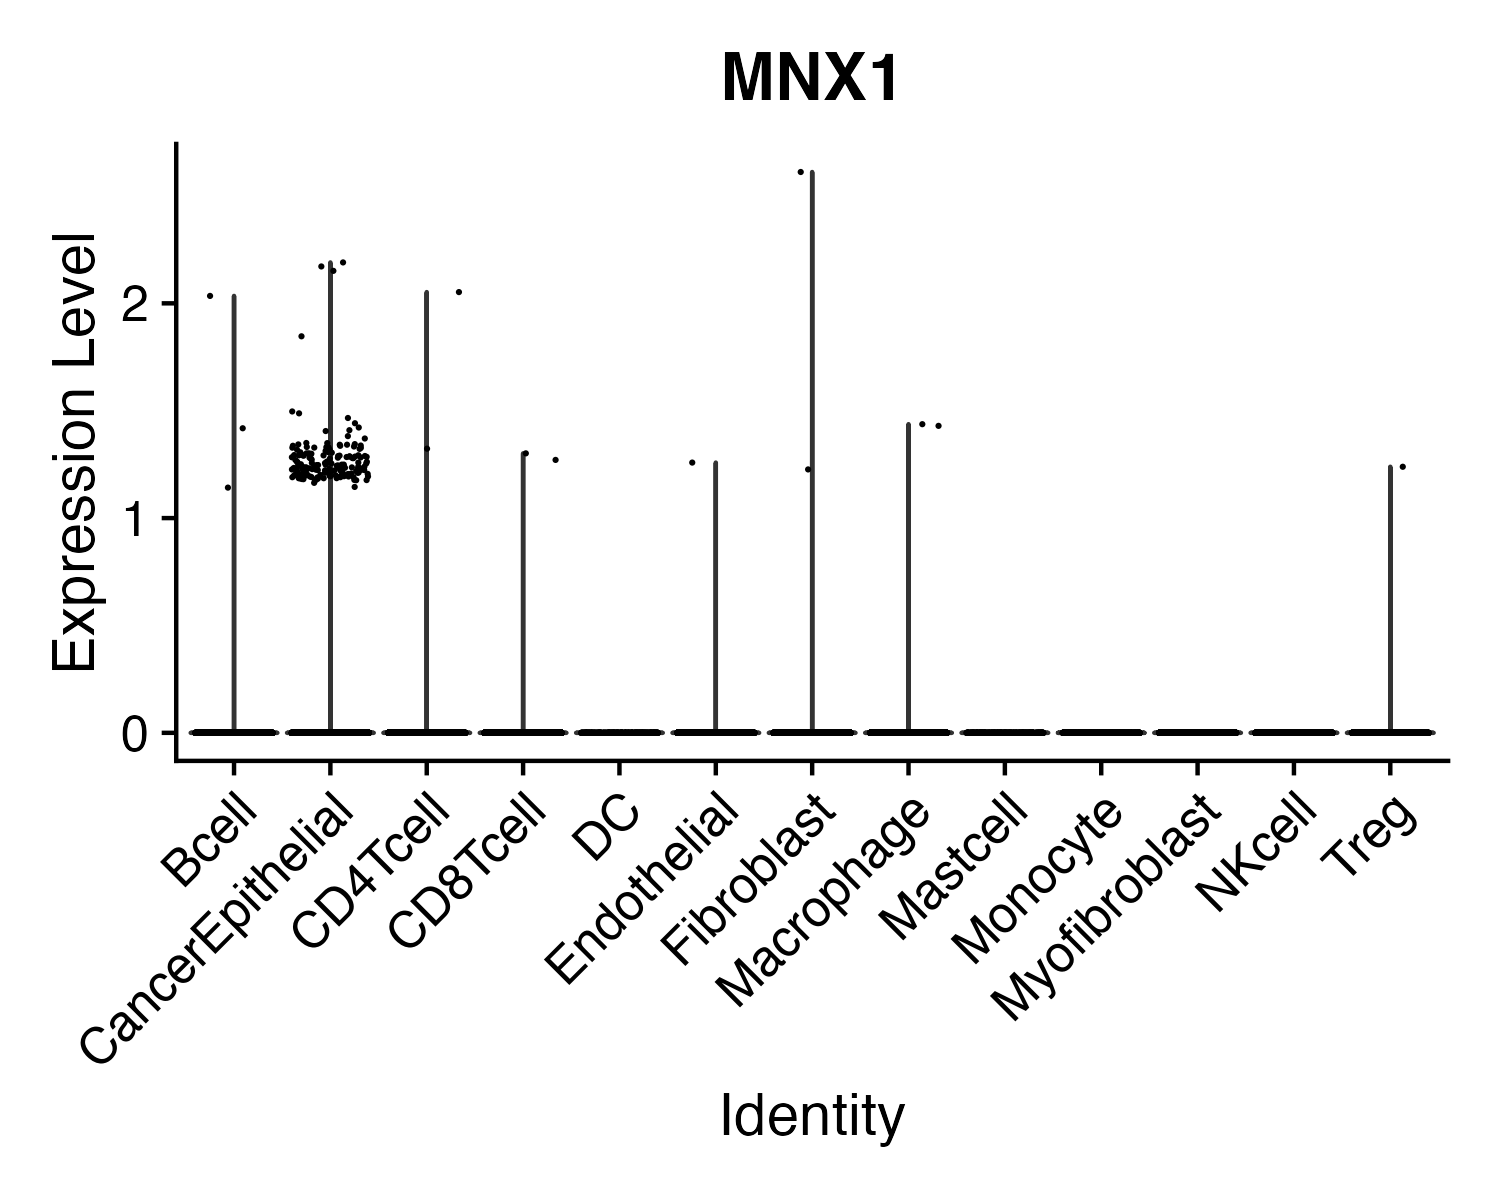 MNX1
Expression Level
2
1
0
Bcell
CancerEpithelial
CD4Tcell
CD8Tcell
DC
Endothelial
Fibroblast
Macrophage
Mastcell
Monocyte
Myofibroblast
NKcell
Treg
Identity